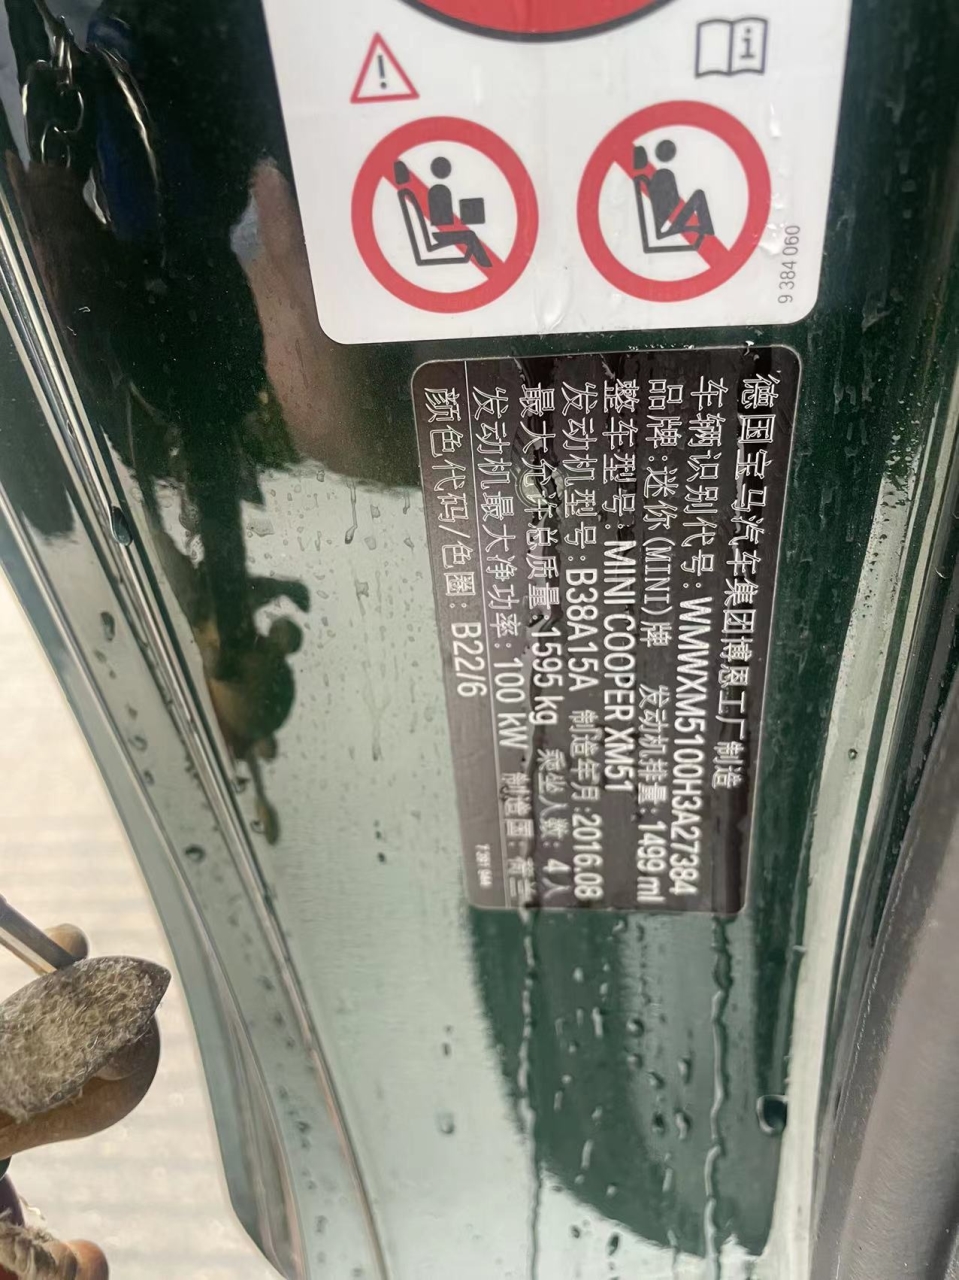 9 384 060
德国宝马汽车集团博恩工厂 制造
车辆识别代号: WMWXM5100H3A27384
品牌: 迷你(MINI)牌 发动机排量: 1499 ml
整车型号: MINI COOPER XM51
发动机型号: B38A15A 制造年月: 2016.08
最大允许总质量: 1595 kg 乘坐人数: 4 人
发动机最大净功率: 100 kW 制造国: 荷兰
颜色代码/色圈: B22/6